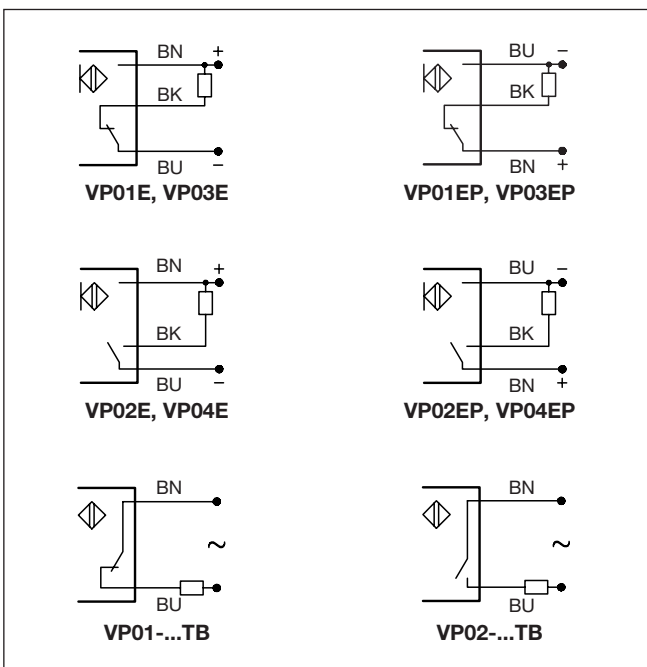 BN +
BK
BU −
VP01E, VP03E
BU −
BK
BN +
VP01EP, VP03EP
BN +
BK
BU −
VP02E, VP04E
BU −
BK
BN +
VP02EP, VP04EP
BN
~
BU
VP01-...TB
BN
~
BU
VP02-...TB